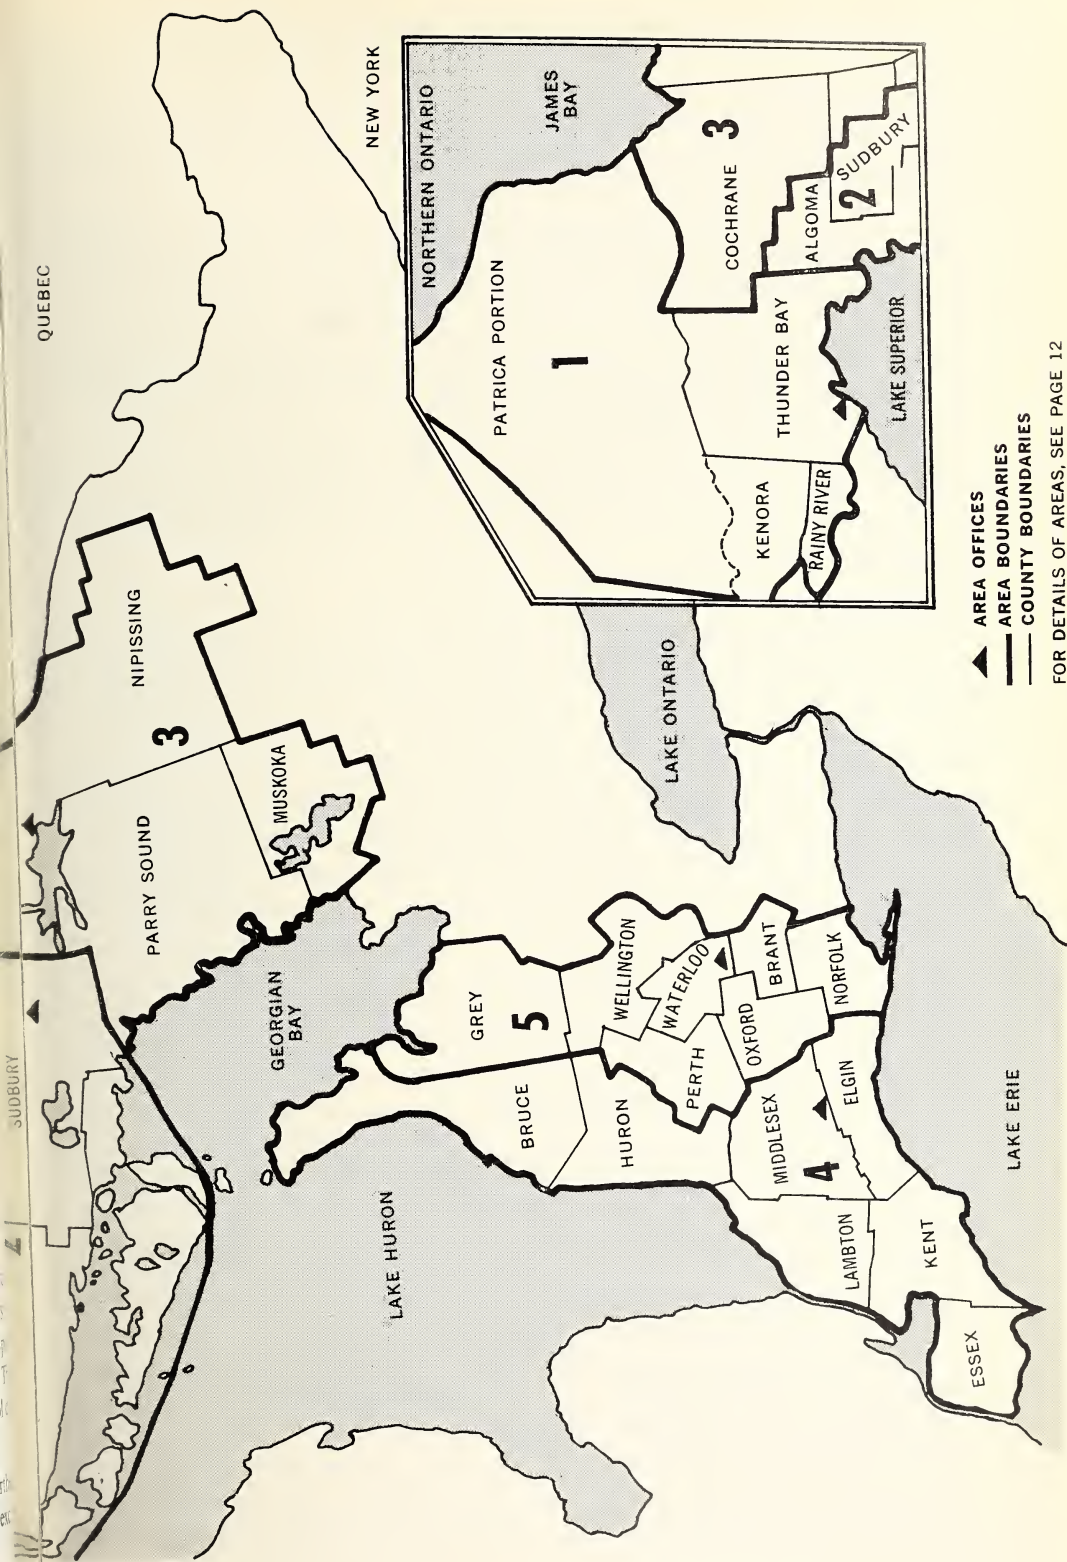 QUEBEC
NEW YORK
SUDBURY
2
NIPISSING
3
PARRY SOUND
MUSKOKA
GEORGIAN
BAY
LAKE HURON
GREY
5
BRUCE
HURON
WELLINGTON
WATERLOO
PERTH
OXFORD
BRANT
NORFOLK
MIDDLESEX
4
ELGIN
LAMBTON
KENT
ESSEX
LAKE ERIE
LAKE ONTARIO
NORTHERN ONTARIO
JAMES
BAY
PATRICA PORTION
1
COCHRANE
3
ALGOMA
SUDBURY
2
THUNDER BAY
KENORA
RAINY RIVER
LAKE SUPERIOR
AREA OFFICES
AREA BOUNDARIES
COUNTY BOUNDARIES
FOR DETAILS OF AREAS, SEE PAGE 12